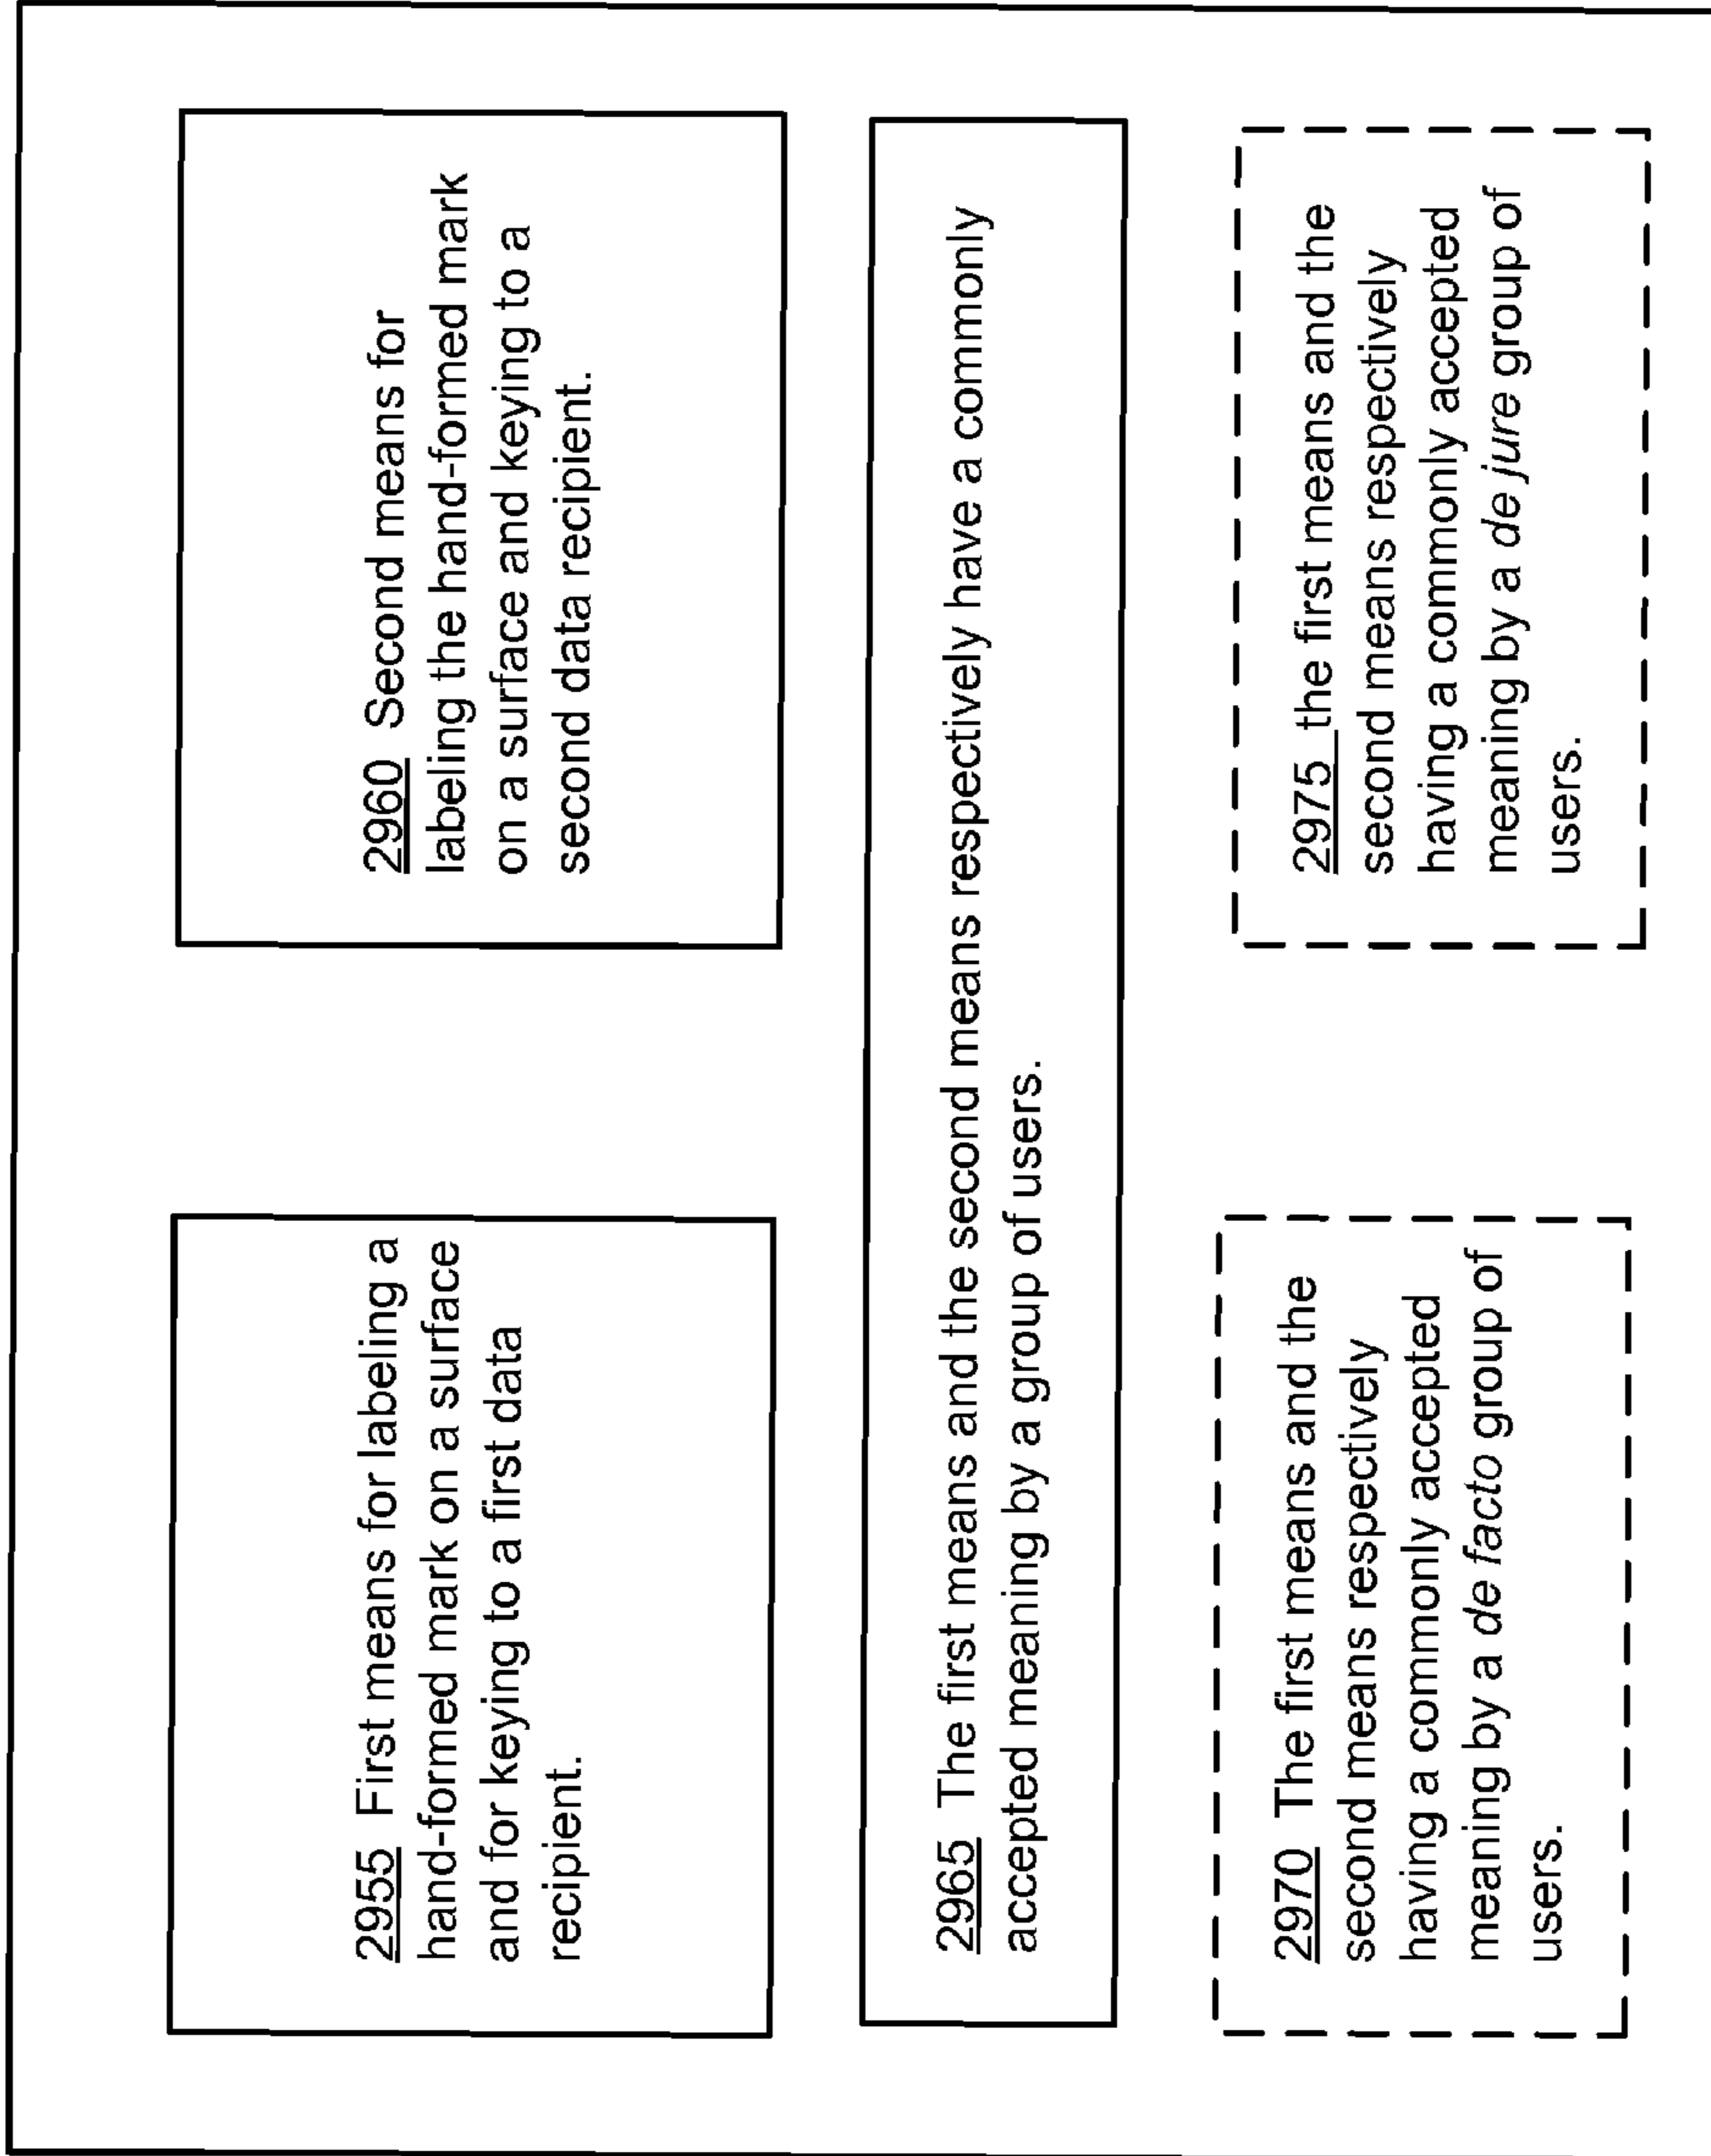 2955 First means for labeling a
hand-formed mark on a surface
and for keying to a first data
recipient.
2960 Second means for
labeling the hand-formed mark
on a surface and keying to a
second data recipient.
2965 The first means and the second means respectively have a commonly
accepted meaning by a group of users.
2970 The first means and the
second means respectively
having a commonly accepted
meaning by a de facto group of
users.
2975 the first means and the
second means respectively
having a commonly accepted
meaning by a de jure group of
users.